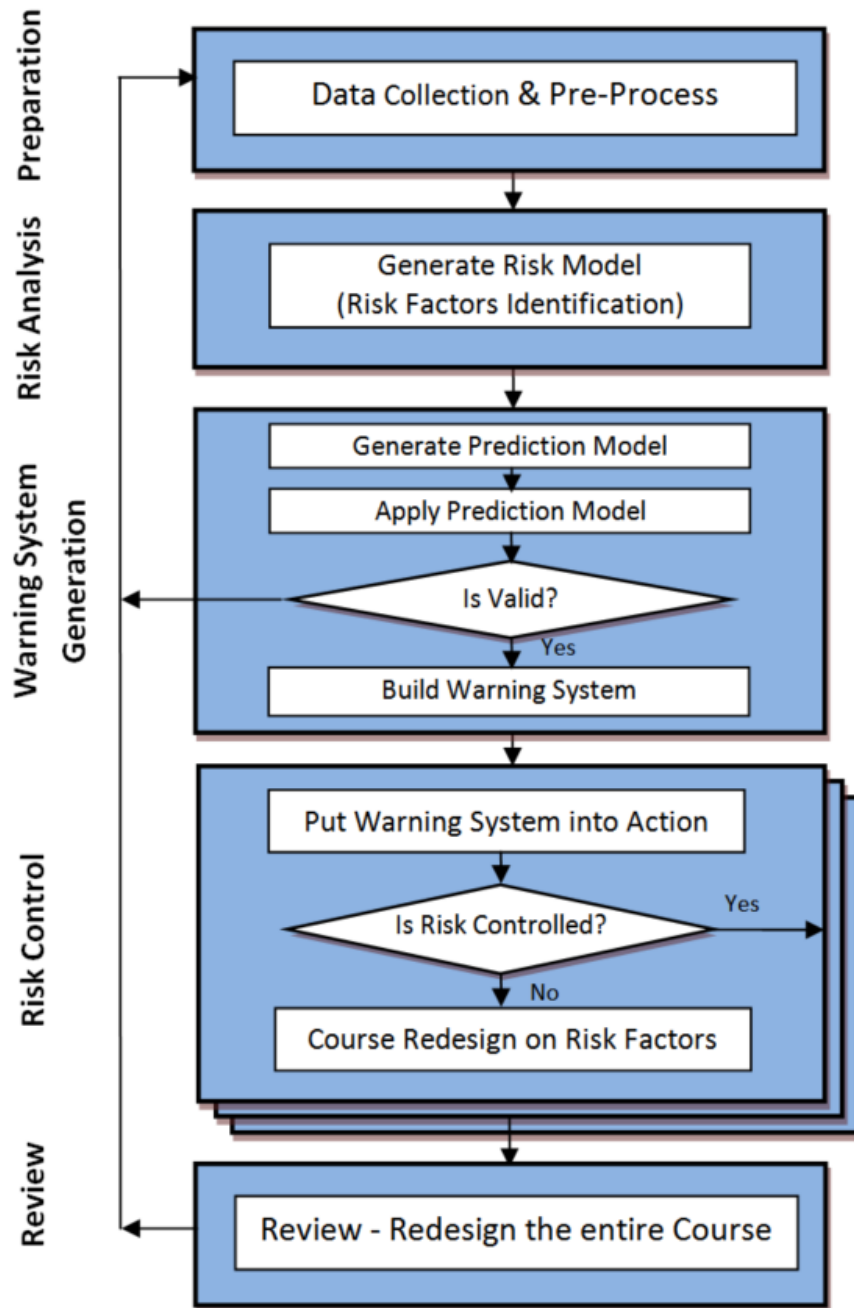 Preparation
Data Collection & Pre-Process
Risk Analysis
Generate Risk Model
(Risk Factors Identification)
Warning System
Generation
Generate Prediction Model
Apply Prediction Model
Is Valid?
Yes
Build Warning System
Risk Control
Put Warning System into Action
Is Risk Controlled?
Yes
No
Course Redesign on Risk Factors
Review
Review - Redesign the entire Course